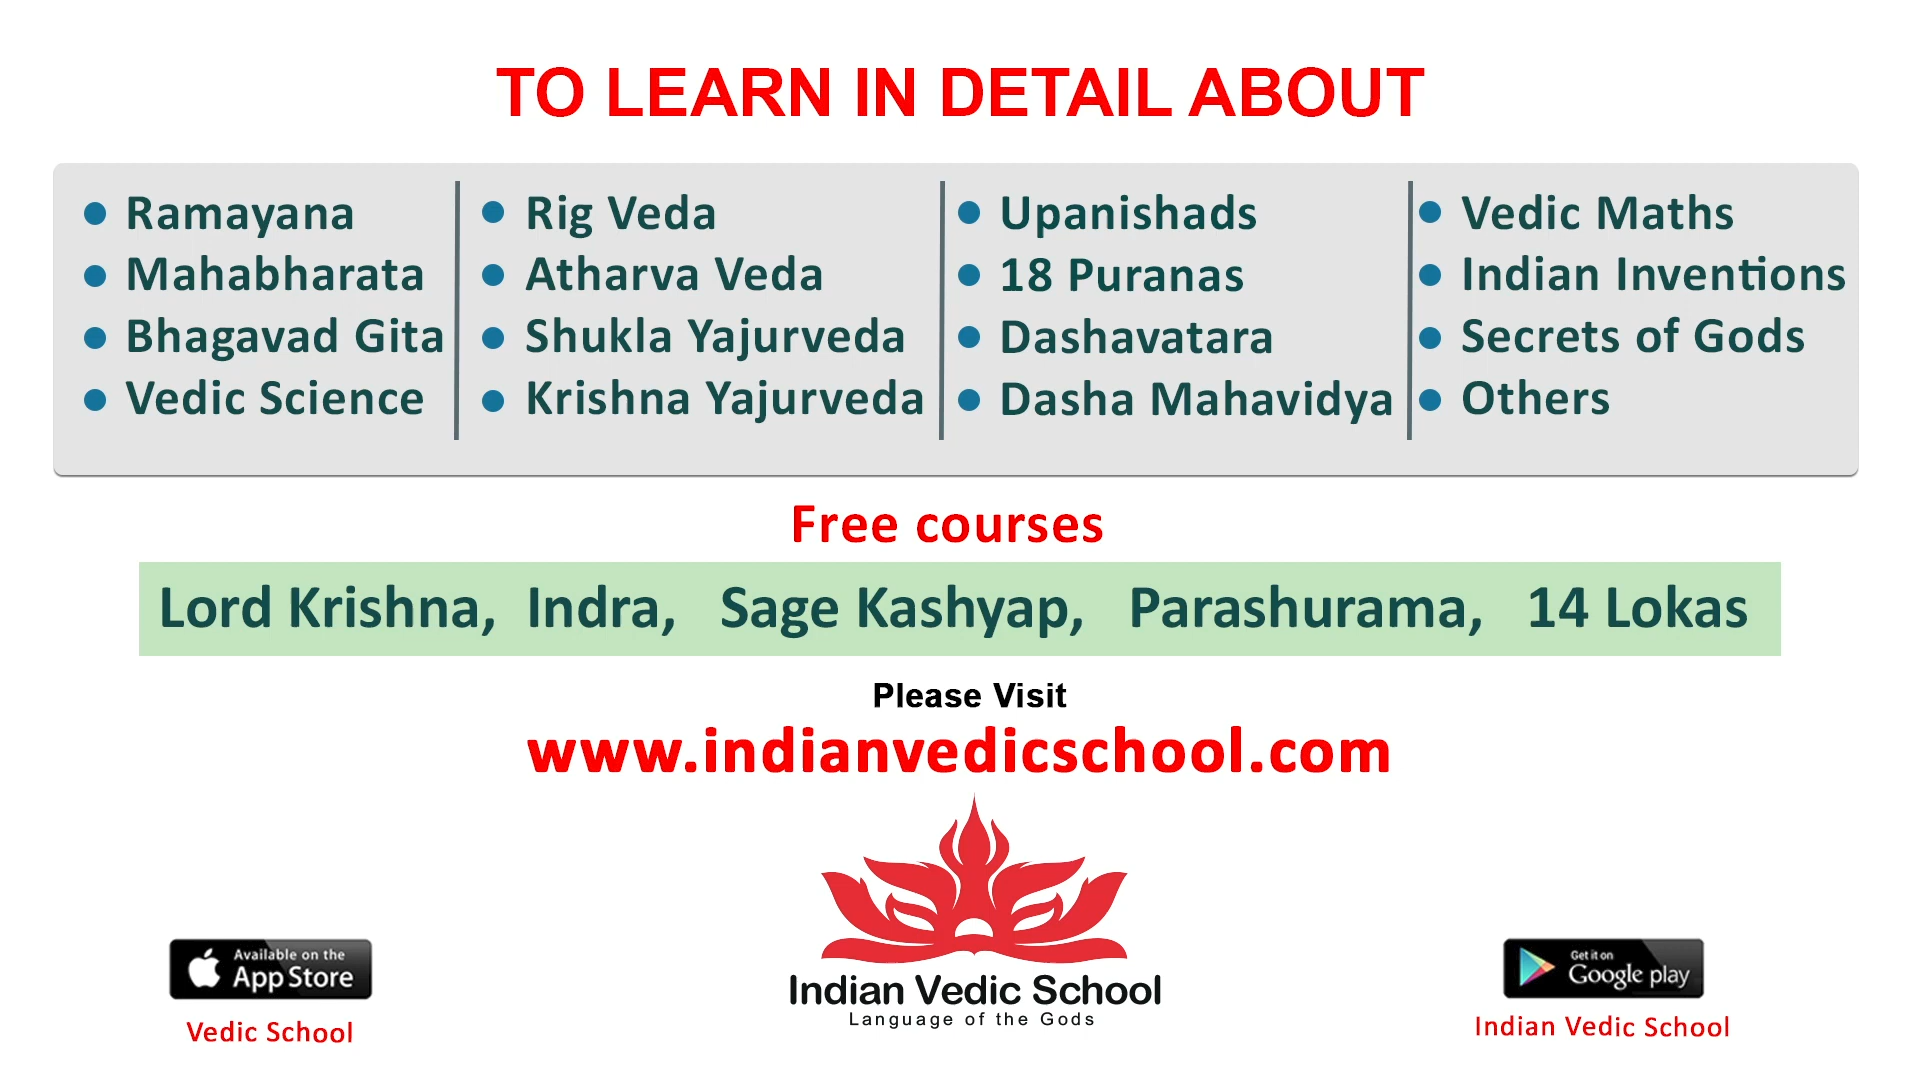 TO LEARN IN DETAIL ABOUT
Ramayana
Mahabharata
Bhagavad Gita
Vedic Science
Rig Veda
Atharva Veda
Shukla Yajurveda
Krishna Yajurveda
Upanishads
18 Puranas
Dashavatara
Dasha Mahavidya
Vedic Maths
Indian Inventions
Secrets of Gods
Others
Free courses
Lord Krishna, Indra, Sage Kashyap, Parashurama, 14 Lokas
Please Visit
www.indianvedicschool.com
Indian Vedic School
Language of the Gods
Available on the
App Store
Vedic School
Get it on
Google play
Indian Vedic School